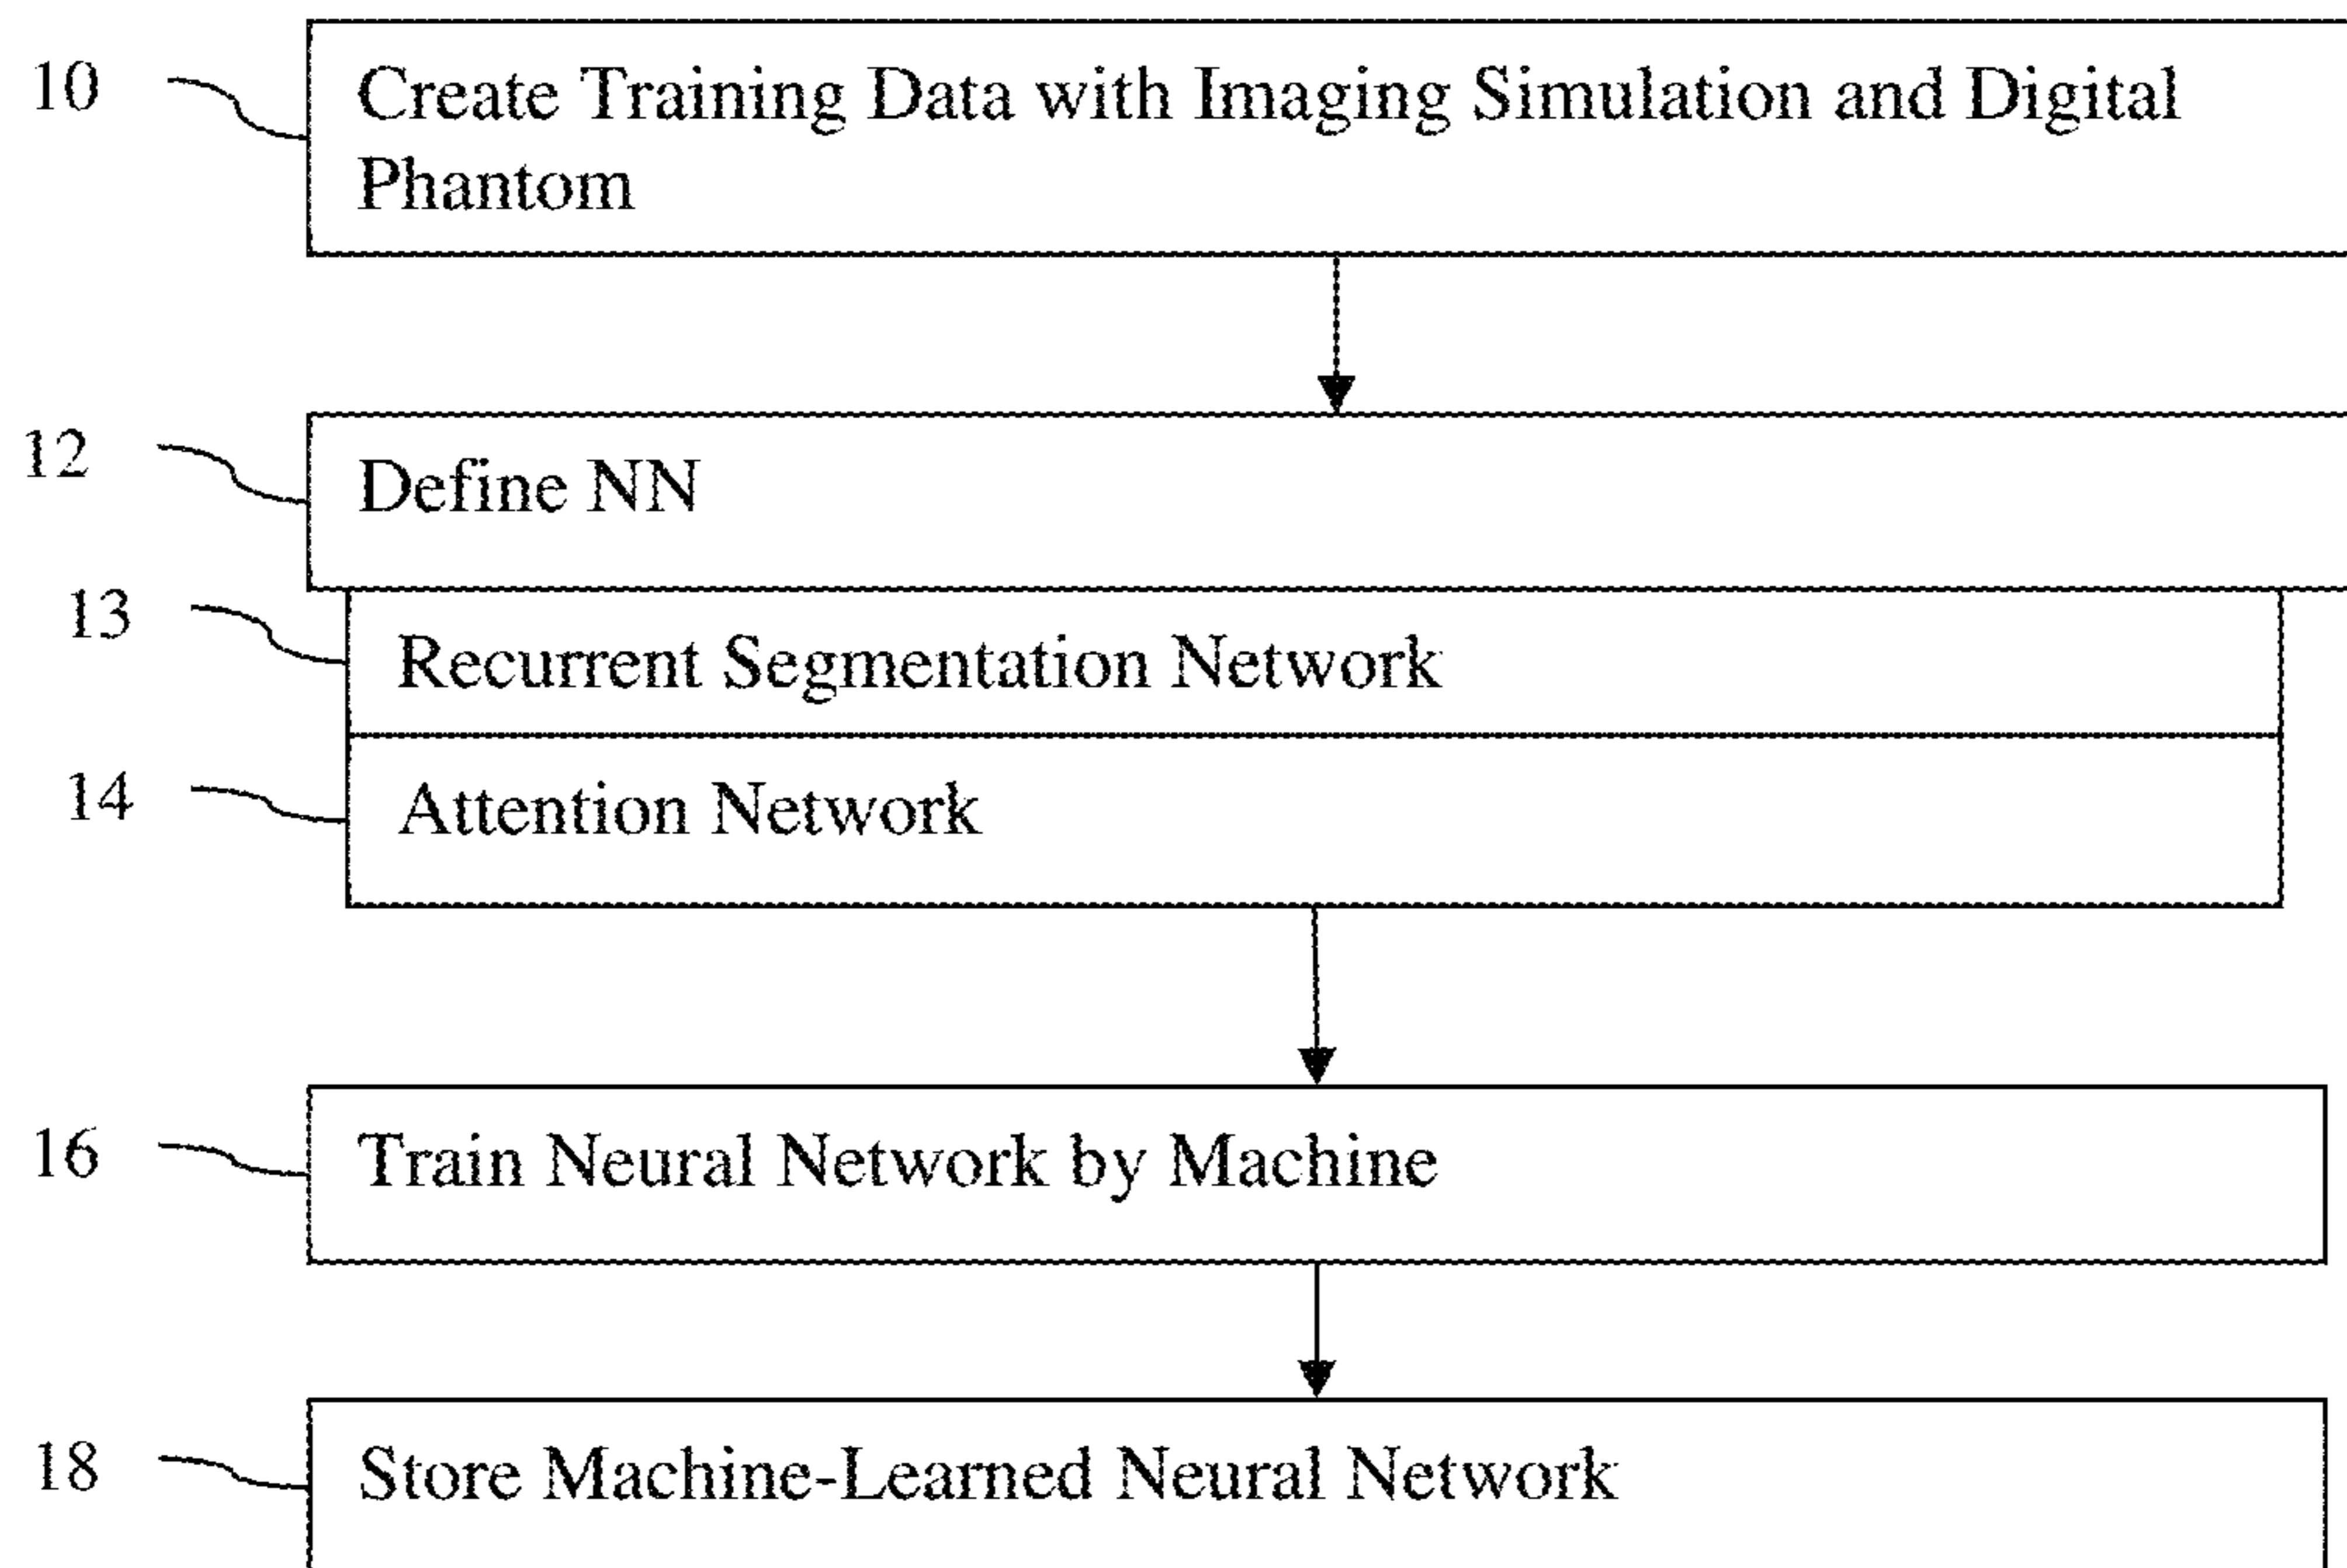 10
Create Training Data with Imaging Simulation and Digital
Phantom
12
Define NN
13
Recurrent Segmentation Network
14
Attention Network
16
Train Neural Network by Machine
18
Store Machine-Learned Neural Network